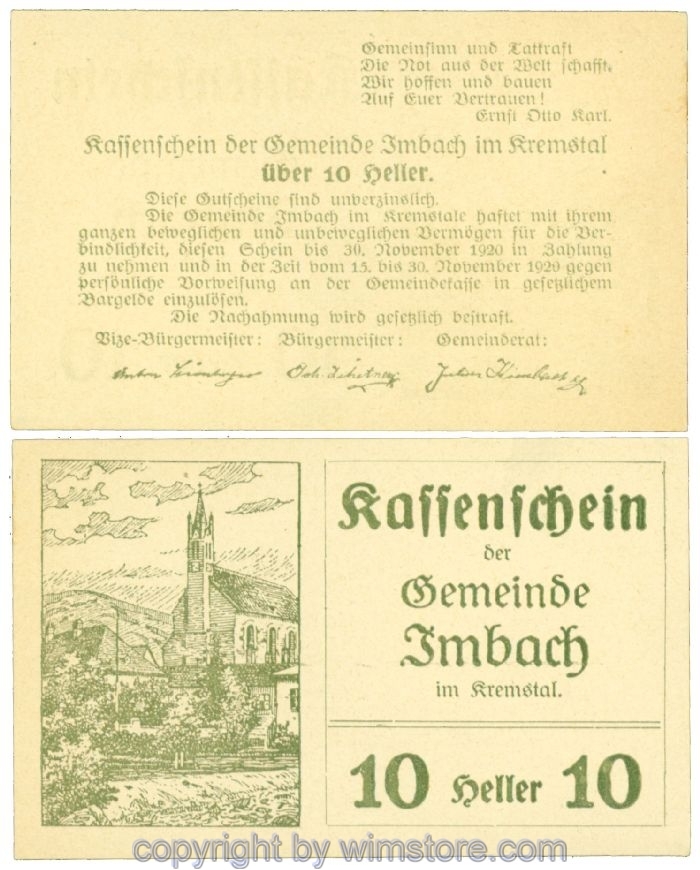 Gemeinsinn und Tatkraft
Die Not aus der Welt schafft.
Wir hoffen und bauen
Auf Euer Vertrauen!
Ernst Otto Karl.
Kassenschein der Gemeinde Imbach im Kremstal
über 10 Heller.
Diese Gutscheine sind unverzinslich.
Die Gemeinde Imbach im Kremstale haftet mit ihrem
ganzen beweglichen und unbeweglichen Vermögen für die Ver-
bindlichkeit, diesen Schein bis 30. November 1920 in Zahlung
zu nehmen und in der Zeit vom 15. bis 30. November 1920 gegen
persönliche Vorweisung an der Gemeindekasse in gesetzlichem
Bargelde einzulösen.
Die Nachahmung wird gesetzlich bestraft.
Vize-Bürgermeister: Bürgermeister: Gemeinderat:
Kassenschein
der
Gemeinde
Imbach
im Kremstal.
10 Heller 10
copyright by wimstore.com